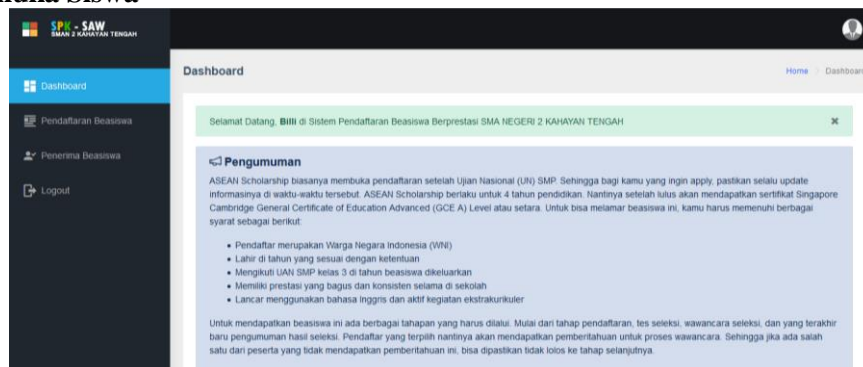 SPK - SAW
SMAN 2 KAHAYAN TENGAH
Dashboard
Home
Dashboard
Dashboard
Pendaftaran Beasiswa
Penerima Beasiswa
Logout
Selamat Datang, Billi di Sistem Pendaftaran Beasiswa Berprestasi SMA NEGERI 2 KAHAYAN TENGAH
Pengumuman
ASEAN Scholarship biasanya membuka pendaftaran setelah Ujian Nasional (UN) SMP. Sehingga bagi kamu yang ingin apply, pastikan selalu update
informasinya di waktu-waktu tersebut. ASEAN Scholarship berlaku untuk 4 tahun pendidikan. Nantinya setelah lulus akan mendapatkan sertifikat Singapore
Cambridge General Certificate of Education Advanced (GCE A) Level atau setara. Untuk bisa melamar beasiswa ini, kamu harus memenuhi berbagai
syarat sebagai berikut:
• Pendaftar merupakan Warga Negara Indonesia (WNI)
• Lahir di tahun yang sesuai dengan ketentuan
• Mengikuti UAN SMP kelas 3 di tahun beasiswa dikeluarkan
• Memiliki prestasi yang bagus dan konsisten selama di sekolah
• Lancar menggunakan bahasa Inggris dan aktif kegiatan ekstrakurikuler
Untuk mendapatkan beasiswa ini ada berbagai tahapan yang harus dilalui. Mulai dari tahap pendaftaran, tes seleksi, wawancara seleksi, dan yang terakhir
baru pengumuman hasil seleksi. Pendaftar yang terpilih nantinya akan mendapatkan pemberitahuan untuk proses wawancara. Sehingga jika ada salah
satu dari peserta yang tidak mendapatkan pemberitahuan ini, bisa dipastikan tidak lolos ke tahap selanjutnya.